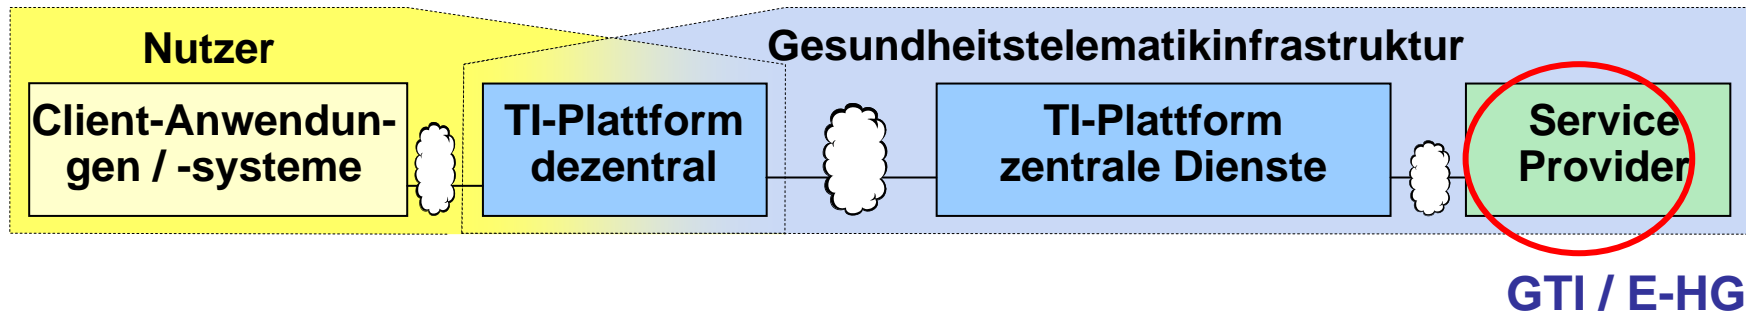 Nutzer
Gesundheitstelematikinfrastruktur
Client-Anwendun-
gen / -systeme
TI-Plattform
dezentral
TI-Plattform
zentrale Dienste
Service
Provider
GTI / E-HG